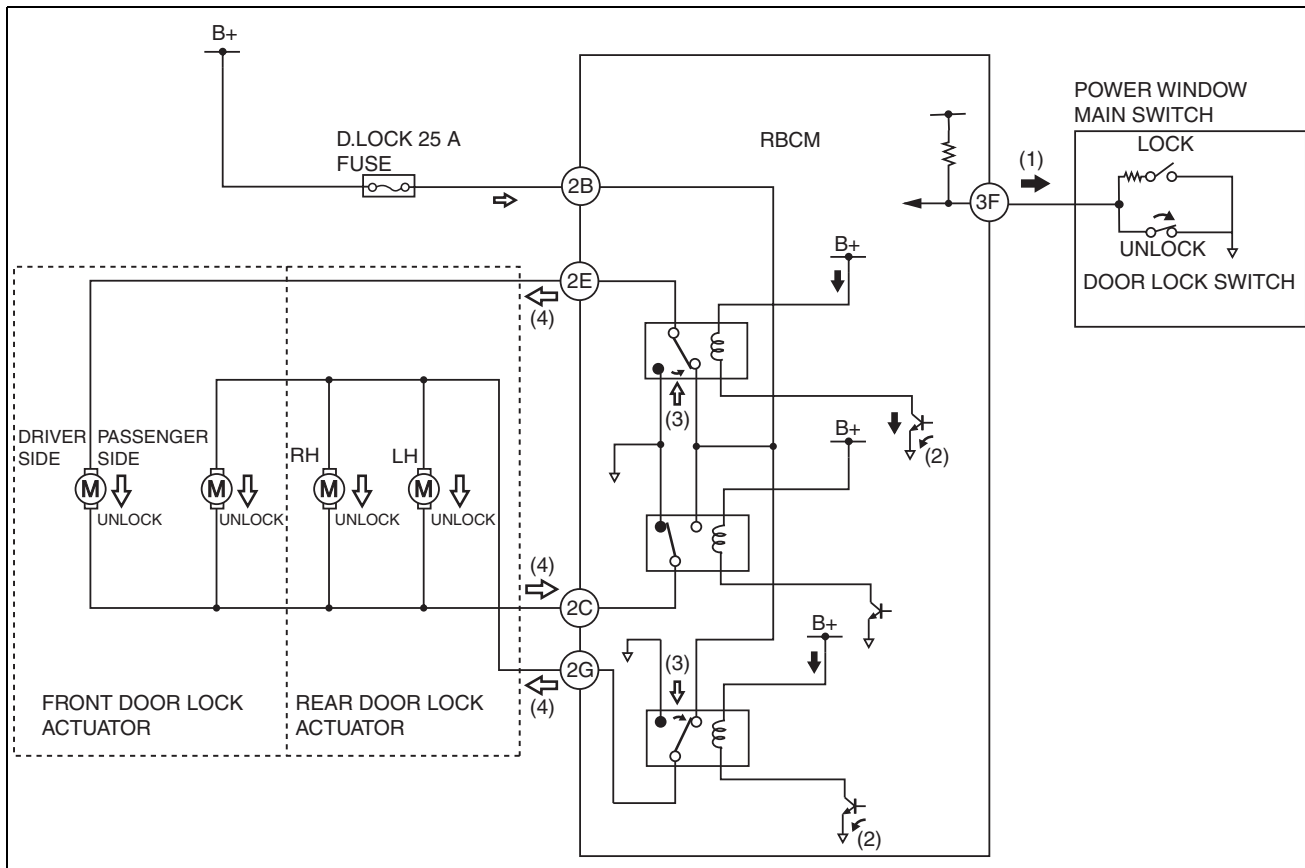 B+
D.LOCK 25 A
FUSE
RBCM
POWER WINDOW
MAIN SWITCH
LOCK
(1)
2B
3F
UNLOCK
DOOR LOCK SWITCH
B+
2E
(4)
(3)
(2)
B+
DRIVER
SIDE
PASSENGER
SIDE
RH
LH
M
M
M
M
UNLOCK
UNLOCK
UNLOCK
UNLOCK
(4)
2C
B+
(3)
2G
(4)
FRONT DOOR LOCK
ACTUATOR
REAR DOOR LOCK
ACTUATOR
(2)